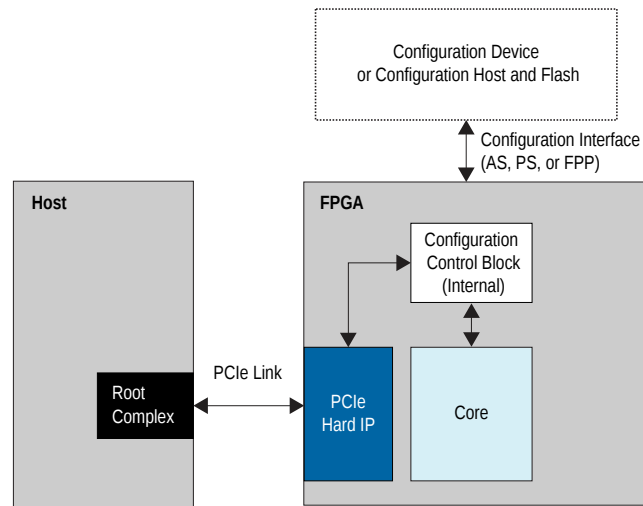 Configuration Device
or Configuration Host and Flash
Configuration Interface
(AS, PS, or FPP)
Host
FPGA
Configuration
Control Block
(Internal)
PCIe Link
Root
Complex
PCIe
Hard IP
Core